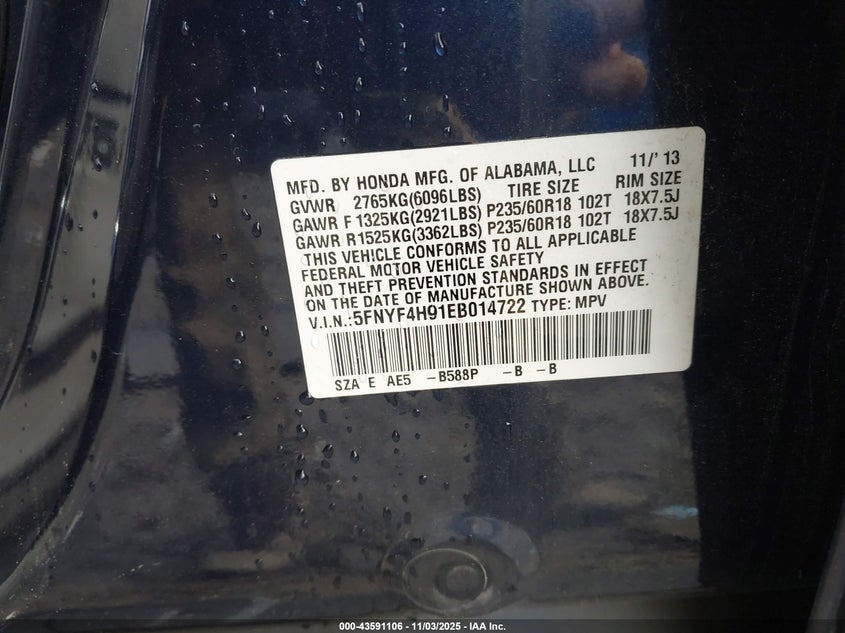 MFD. BY HONDA MFG. OF ALABAMA, LLC 11/'13
GVWR 2765KG(6096LBS) TIRE SIZE RIM SIZE
GAWR F 1325KG(2921LBS) P235/60R18 102T 18X7.5J
GAWR R1525KG(3362LBS) P235/60R18 102T 18X7.5J
THIS VEHICLE CONFORMS TO ALL APPLICABLE
FEDERAL MOTOR VEHICLE SAFETY
AND THEFT PREVENTION STANDARDS IN EFFECT
ON THE DATE OF MANUFACTURE SHOWN ABOVE.
V.I.N.:5FNYF4H91EB014722 TYPE: MPV
SZA E AE5 -B588P -B -B
000-43591106 - 11/03/2025 - IAA Inc.